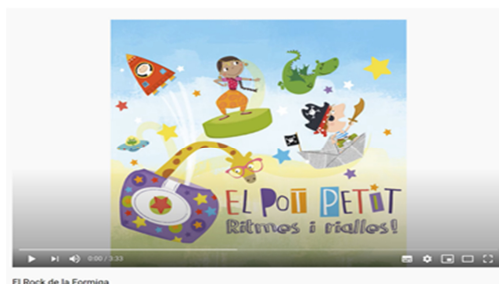 EL POT PETIT
Ritmes i rialles!
0:00 / 3:33
El Rock de la Formiga